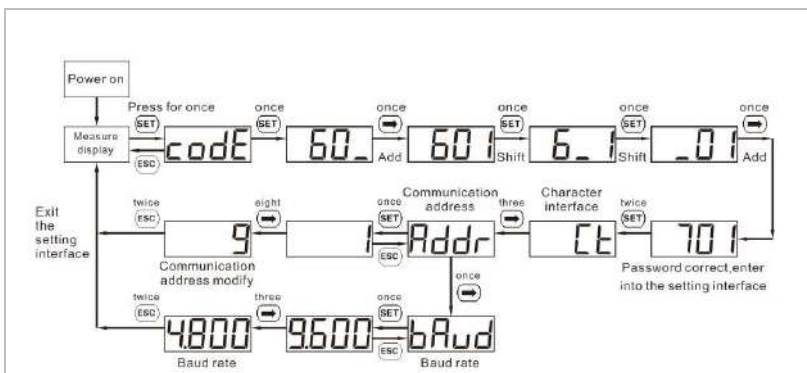 Power on
Press for once
once
once
once
once
once
SET
SET
➡
SET
SET
➡
Measure
display
ESC
codE
60_
Add
601
Shift
6_1
Shift
_01
Add
Exit
the
setting
interface
twice
ESC
9
Communication
address modify
eight
➡
1
once
SET
ESC
Communication
address
Addr
three
➡
Character
interface
Ct
twice
SET
701
Password correct,enter
into the setting interface
once
➡
twice
ESC
4.800
Baud rate
three
➡
9.600
once
SET
ESC
bAud
Baud rate